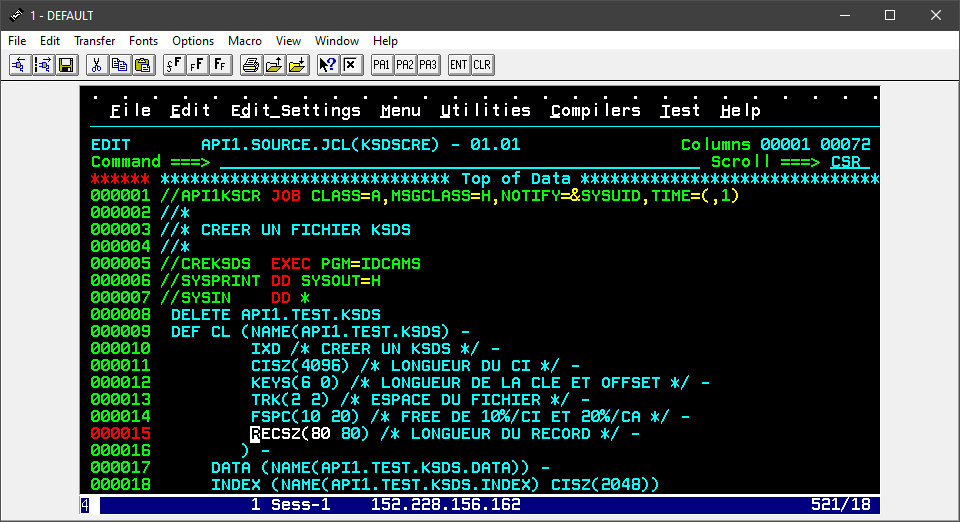 1 - DEFAULT
File Edit Transfer Fonts Options Macro View Window Help
PA1 PA2 PA3 ENT CLR
File Edit Edit_Settings Menu Utilities Compilers Test Help
EDIT API1.SOURCE.JCL(KSDSCRE) - 01.01 Columns 00001 00072
Command ===> Scroll ===> CSR
****** ***************************** Top of Data ******************************
000001 //API1KSCR JOB CLASS=A,MSGCLASS=H,NOTIFY=&SYSUID,TIME=(,1)
000002 //*
000003 //* CREER UN FICHIER KSDS
000004 //*
000005 //CREKSDS  EXEC PGM=IDCAMS
000006 //SYSPRINT DD SYSOUT=H
000007 //SYSIN    DD *
000008  DELETE API1.TEST.KSDS
000009  DEF CL (NAME(API1.TEST.KSDS) -
000010          IXD /* CREER UN KSDS */ -
000011          CISZ(4096) /* LONGUEUR DU CI */ -
000012          KEYS(6 0) /* LONGUEUR DE LA CLE ET OFFSET */ -
000013          TRK(2 2) /* ESPACE DU FICHIER */ -
000014          FSPC(10 20) /* FREE DE 10%/CI ET 20%/CA */ -
000015          RECSZ(80 80) /* LONGUEUR DU RECORD */ -
000016         ) -
000017      DATA (NAME(API1.TEST.KSDS.DATA)) -
000018      INDEX (NAME(API1.TEST.KSDS.INDEX) CISZ(2048))
4 1 Sess-1 152.228.156.162 521/18